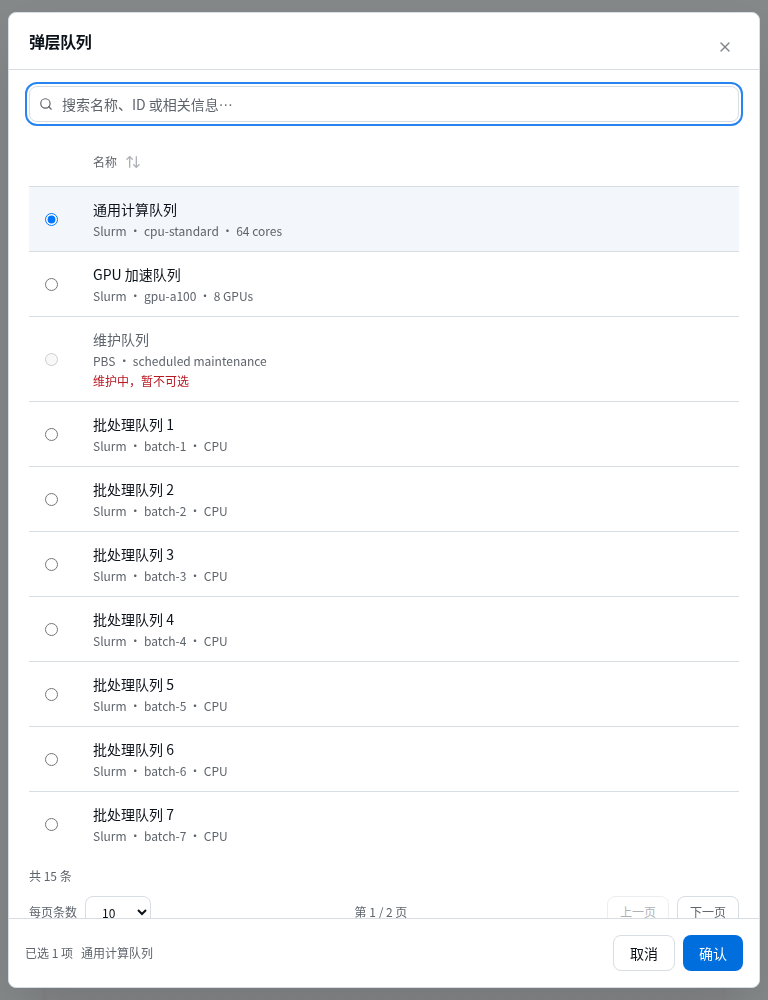 弹层队列
搜索名称、ID 或相关信息…
名称
通用计算队列
Slurm • cpu-standard • 64 cores
GPU 加速队列
Slurm • gpu-a100 • 8 GPUs
维护队列
PBS • scheduled maintenance
维护中，暂不可选
批处理队列 1
Slurm • batch-1 • CPU
批处理队列 2
Slurm • batch-2 • CPU
批处理队列 3
Slurm • batch-3 • CPU
批处理队列 4
Slurm • batch-4 • CPU
批处理队列 5
Slurm • batch-5 • CPU
批处理队列 6
Slurm • batch-6 • CPU
批处理队列 7
Slurm • batch-7 • CPU
共 15 条
每页条数 10 第 1 / 2 页 上一页 下一页
已选 1 项 通用计算队列 取消 确认